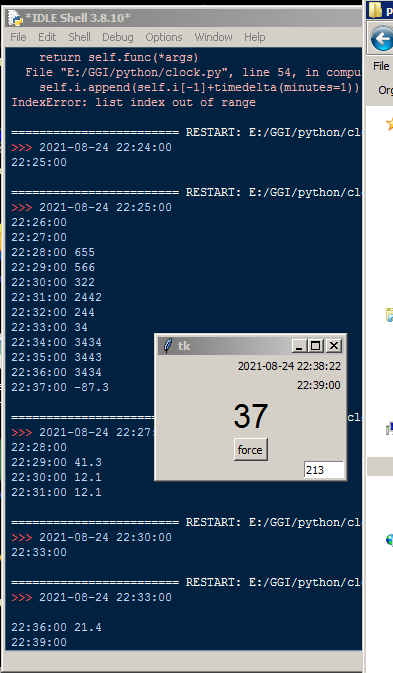 *IDLE Shell 3.8.10*
File Edit Shell Debug Options Window Help
return self.func(*args)
File "E:/GGI/python/clock.py", line 54, in compu
self.i.append(self.i[-1]+timedelta(minutes=1))
IndexError: list index out of range
========================= RESTART: E:/GGI/python/clo
>>> 2021-08-24 22:24:00
22:25:00
========================= RESTART: E:/GGI/python/clo
>>> 2021-08-24 22:25:00
22:26:00
22:27:00
22:28:00 655
22:29:00 566
22:30:00 322
22:31:00 2442
22:32:00 244
22:33:00 34
22:34:00 3434
22:35:00 3443
22:36:00 3434
22:37:00 -87.3
>>> 2021-08-24 22:27:
22:28:00
22:29:00 41.3
22:30:00 12.1
22:31:00 12.1
========================= RESTART: E:/GGI/python/clo
>>> 2021-08-24 22:30:00
22:33:00
========================= RESTART: E:/GGI/python/clo
>>> 2021-08-24 22:33:00
22:36:00 21.4
22:39:00
tk
2021-08-24 22:38:22
22:39:00
37
force
213
File